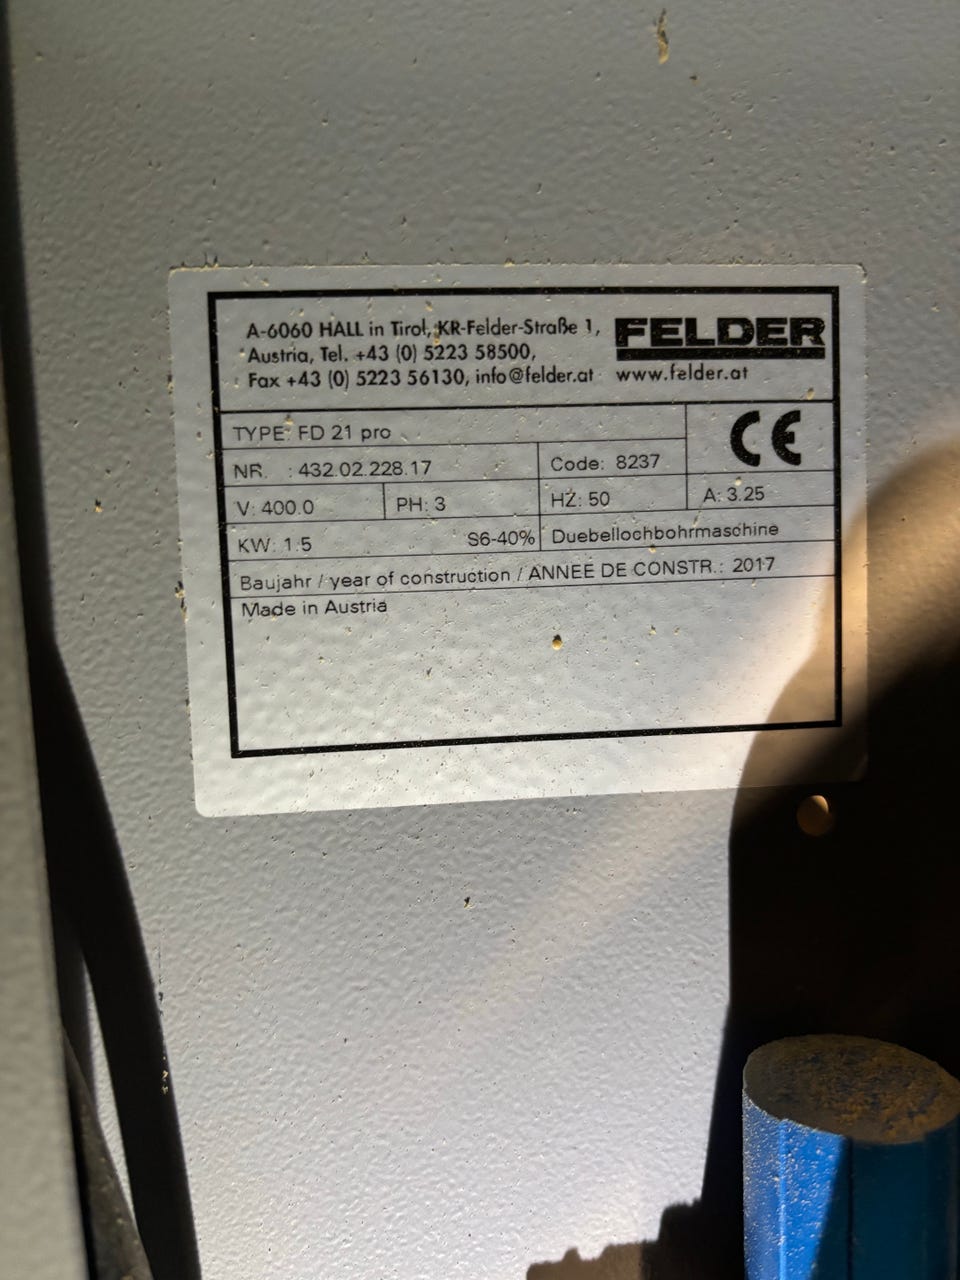 A-6060 HALL in Tirol, KR-Felder-Straße 1,
Austria, Tel. +43 (0) 5223 58500,
Fax +43 (0) 5223 56130, info@felder.at
FELDER
www.felder.at
TYPE: FD 21 pro
CE
NR. : 432.02.228.17 Code: 8237
V: 400.0 PH: 3 HZ: 50 A: 3.25
KW: 1.5 S6-40% Duebellochbohrmaschine
Baujahr / year of construction / ANNEE DE CONSTR.: 2017
Made in Austria